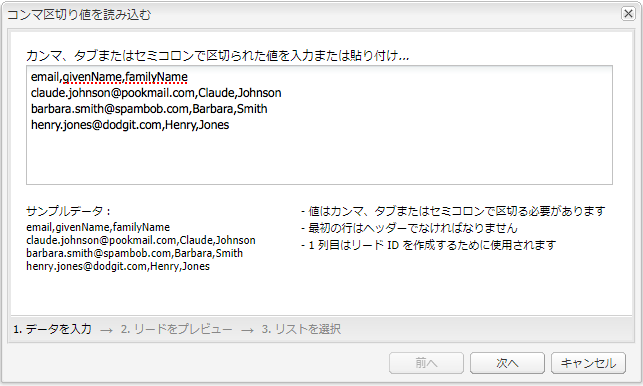 コンマ区切り値を読み込む
カンマ、タブまたはセミコロンで区切られた値を入力または貼り付け...
email,givenName,familyName
claude.johnson@pookmail.com,Claude,Johnson
barbara.smith@spambob.com,Barbara,Smith
henry.jones@dodgit.com,Henry,Jones
サンプルデータ：
email,givenName,familyName
claude.johnson@pookmail.com,Claude,Johnson
barbara.smith@spambob.com,Barbara,Smith
henry.jones@dodgit.com,Henry,Jones
- 値はカンマ、タブまたはセミコロンで区切る必要があります
- 最初の行はヘッダーでなければなりません
- 1 列目はリード ID を作成するために使用されます
1. データを入力 → 2. リードをプレビュー → 3. リストを選択
前へ 次へ キャンセル